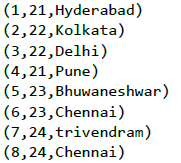 (1,21,Hyderabad)
(2,22,Kolkata)
(3,22,Delhi)
(4,21,Pune)
(5,23,Bhuwaneshwar)
(6,23,Chennai)
(7,24,trivendram)
(8,24,Chennai)